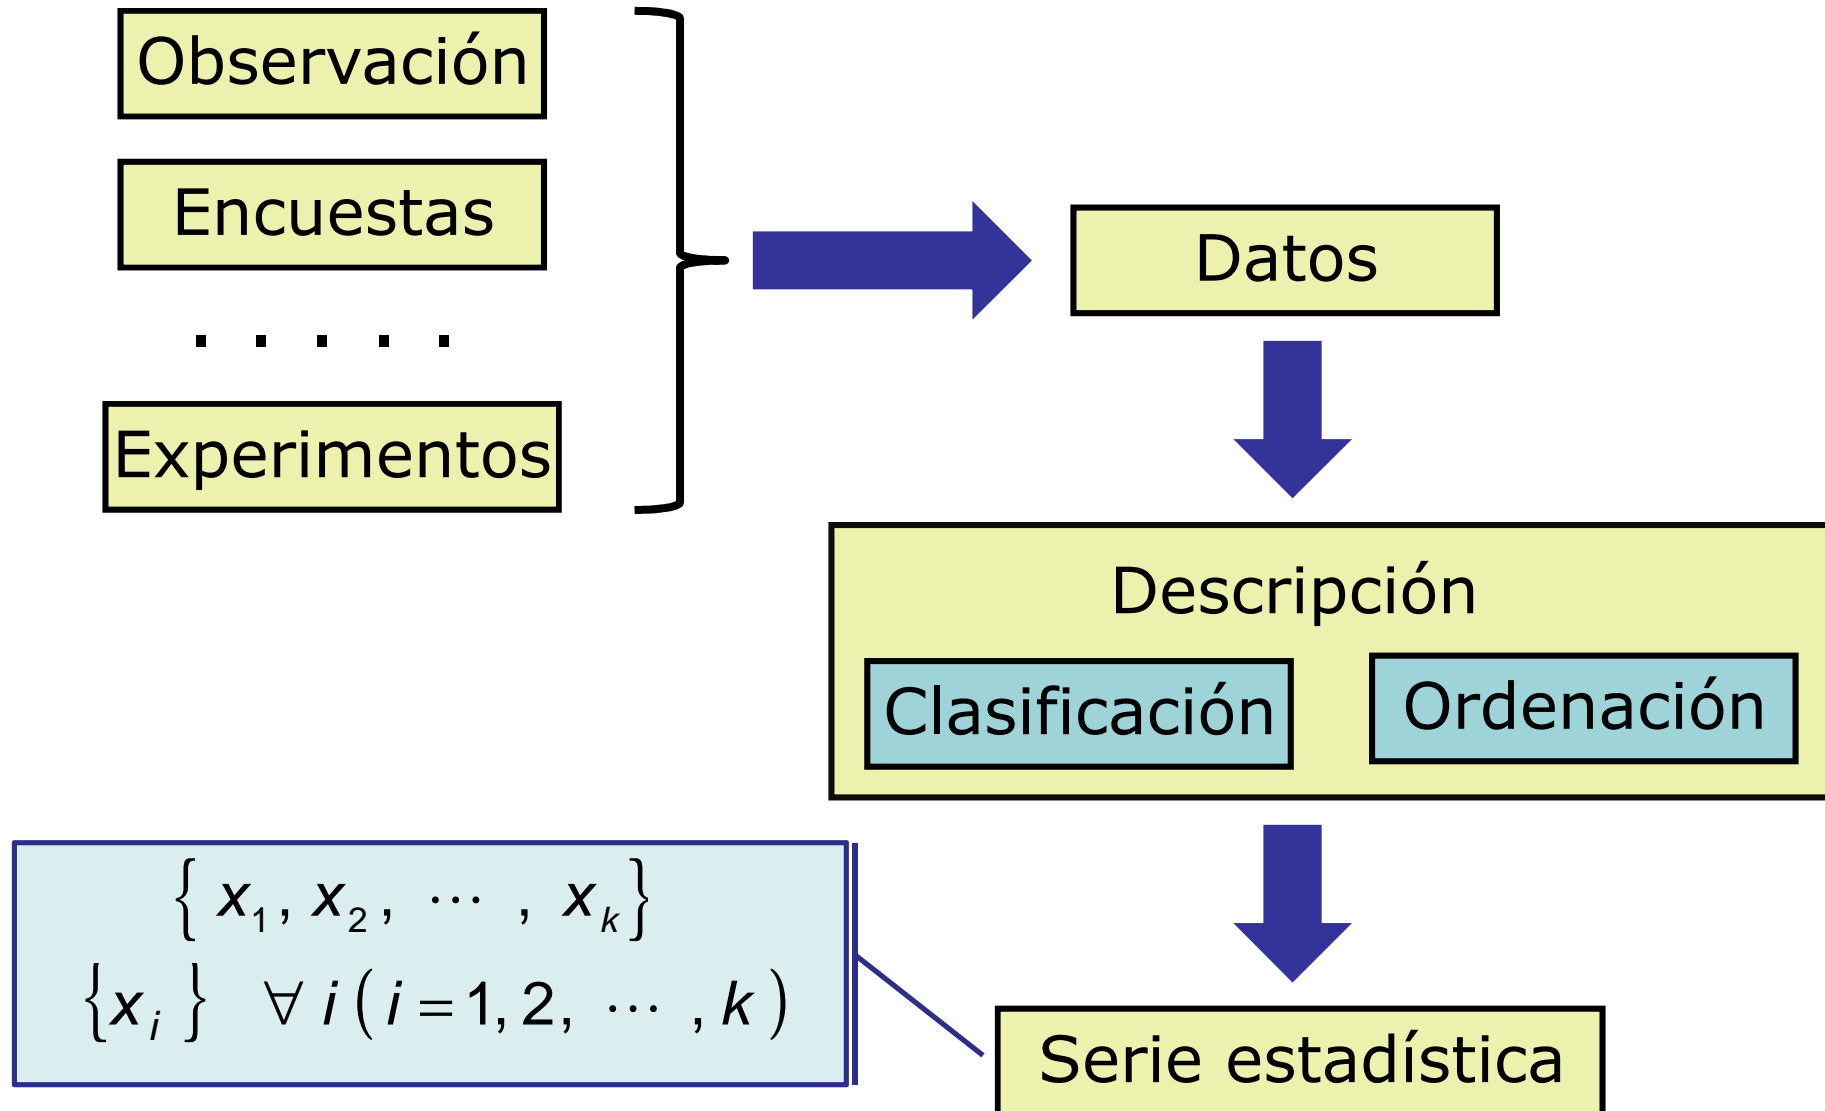 Observación
Encuestas
. . . . .
Experimentos
Datos
Descripción
Clasificación
Ordenación
{ x₁, x₂, ⋯ , xₖ}
{xᵢ} ∀ i (i = 1, 2, ⋯ , k)
Serie estadística